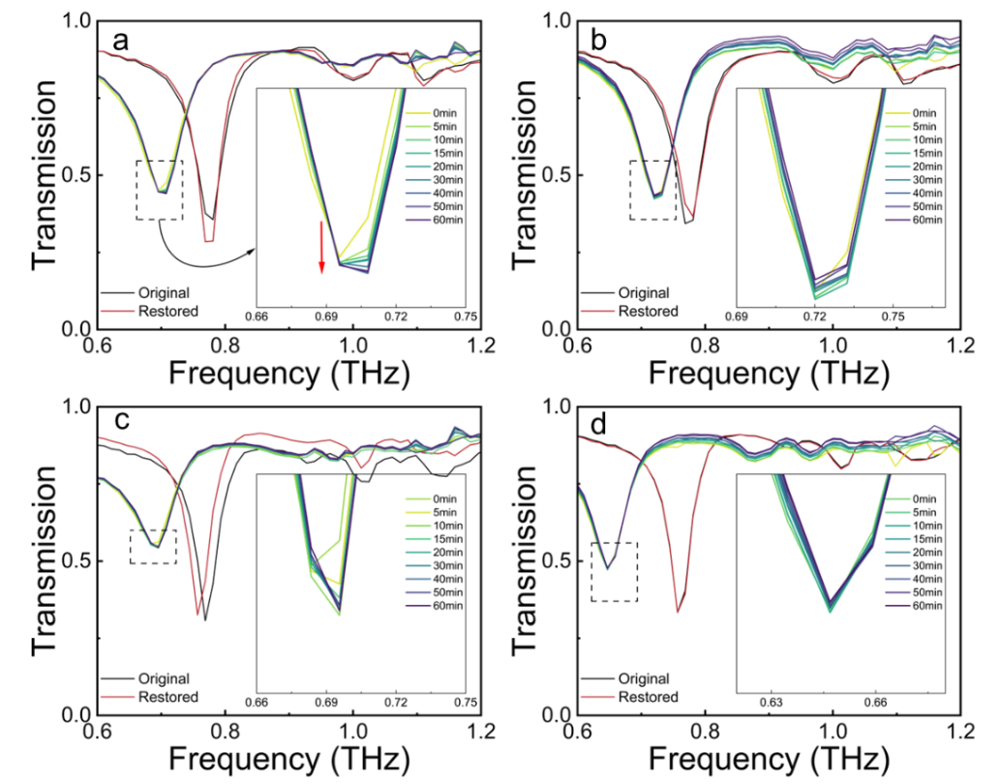 a
1.0
0.5
0.0
Transmission
0min
5min
10min
15min
20min
30min
40min
50min
60min
0.66 0.69 0.72 0.75
Original
Restored
0.6 0.8 1.0 1.2
Frequency (THz)
b
1.0
0.5
0.0
Transmission
0min
5min
10min
15min
20min
30min
40min
50min
60min
0.69 0.72 0.75
Original
Restored
0.6 0.8 1.0 1.2
Frequency (THz)
c
1.0
0.5
0.0
Transmission
0min
5min
10min
15min
20min
30min
40min
50min
60min
0.66 0.69 0.72 0.75
Original
Restored
0.6 0.8 1.0 1.2
Frequency (THz)
d
1.0
0.5
0.0
Transmission
0min
5min
10min
15min
20min
30min
40min
50min
60min
0.63 0.66
Original
Restored
0.6 0.8 1.0 1.2
Frequency (THz)